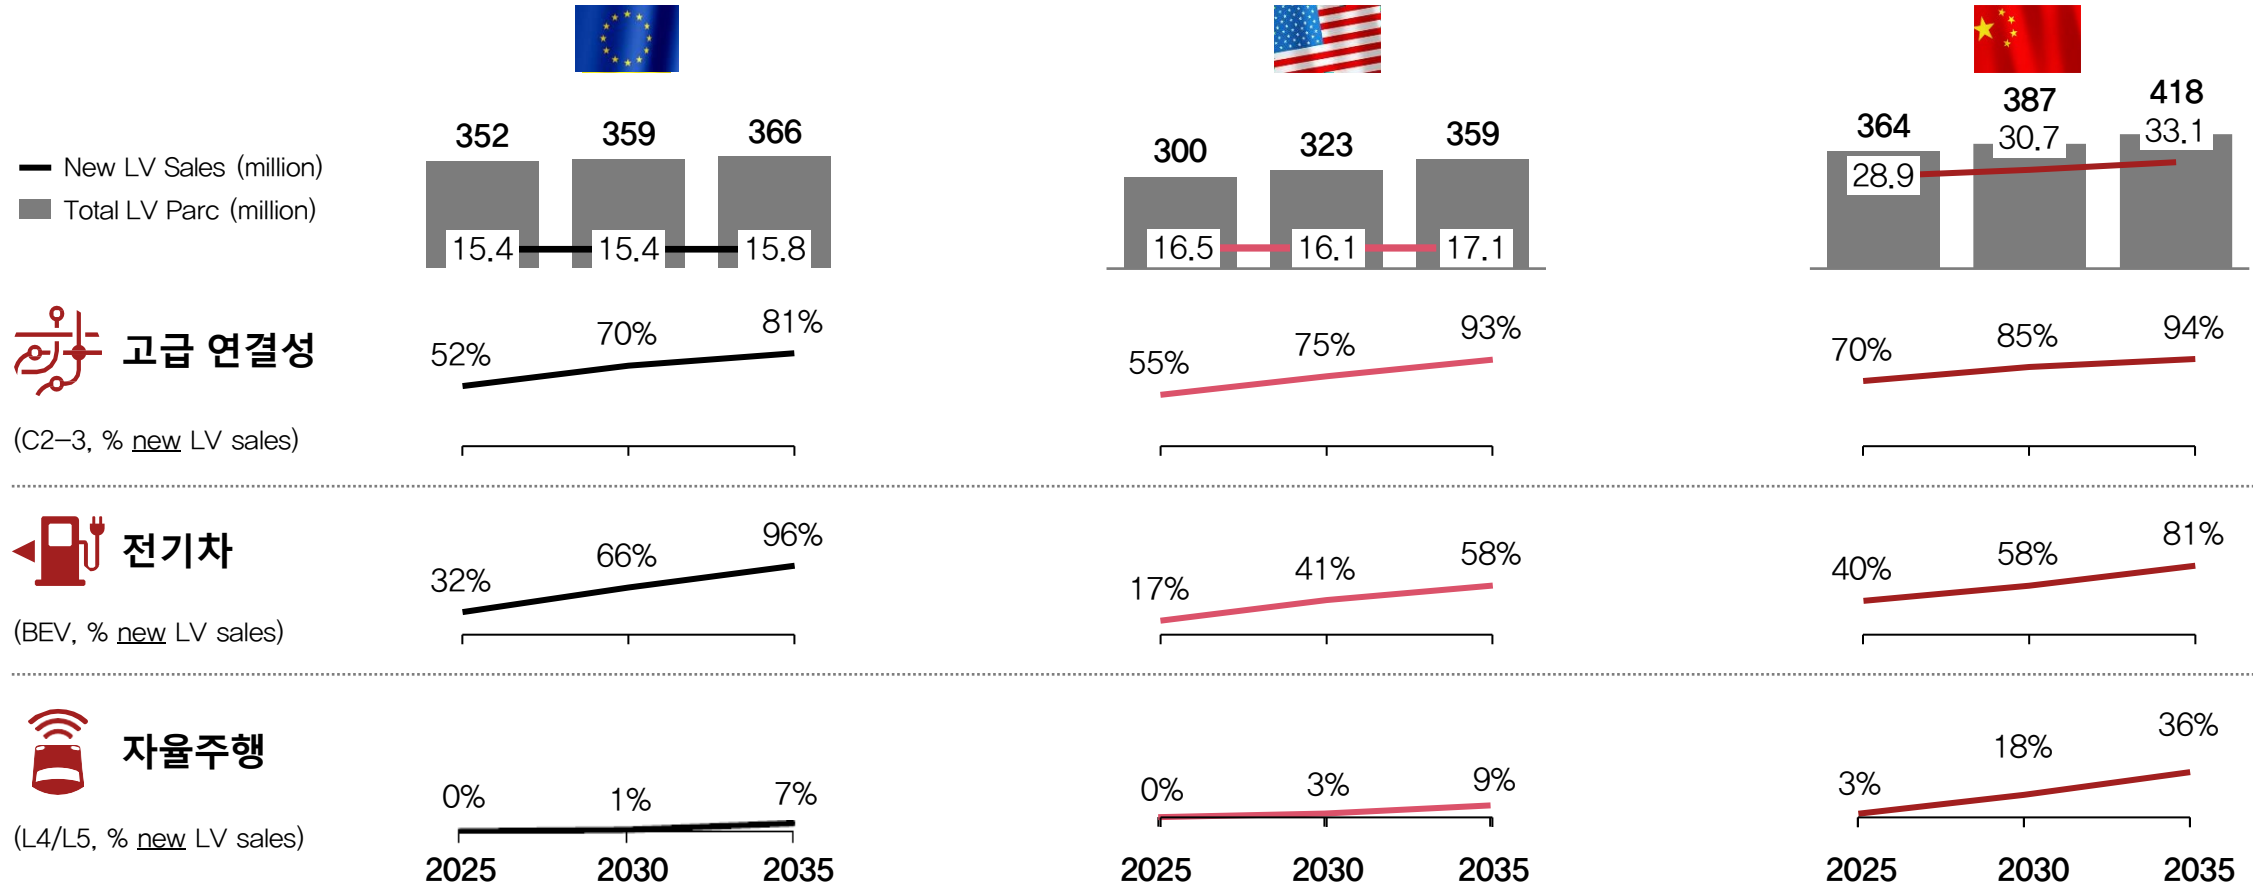 352 359 366
15.4 15.4 15.8
300 323 359
16.5 16.1 17.1
364 387 418
28.9 30.7 33.1
New LV Sales (million)
Total LV Parc (million)
고급 연결성
(C2-3, % new LV sales)
52% 70% 81%
55% 75% 93%
70% 85% 94%
전기차
(BEV, % new LV sales)
32% 66% 96%
17% 41% 58%
40% 58% 81%
자율주행
(L4/L5, % new LV sales)
0% 1% 7%
0% 3% 9%
3% 18% 36%
2025 2030 2035
2025 2030 2035
2025 2030 2035